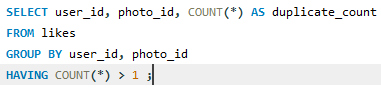 SELECT user_id, photo_id, COUNT(*) AS duplicate_count
FROM likes
GROUP BY user_id, photo_id
HAVING COUNT(*) > 1 ;